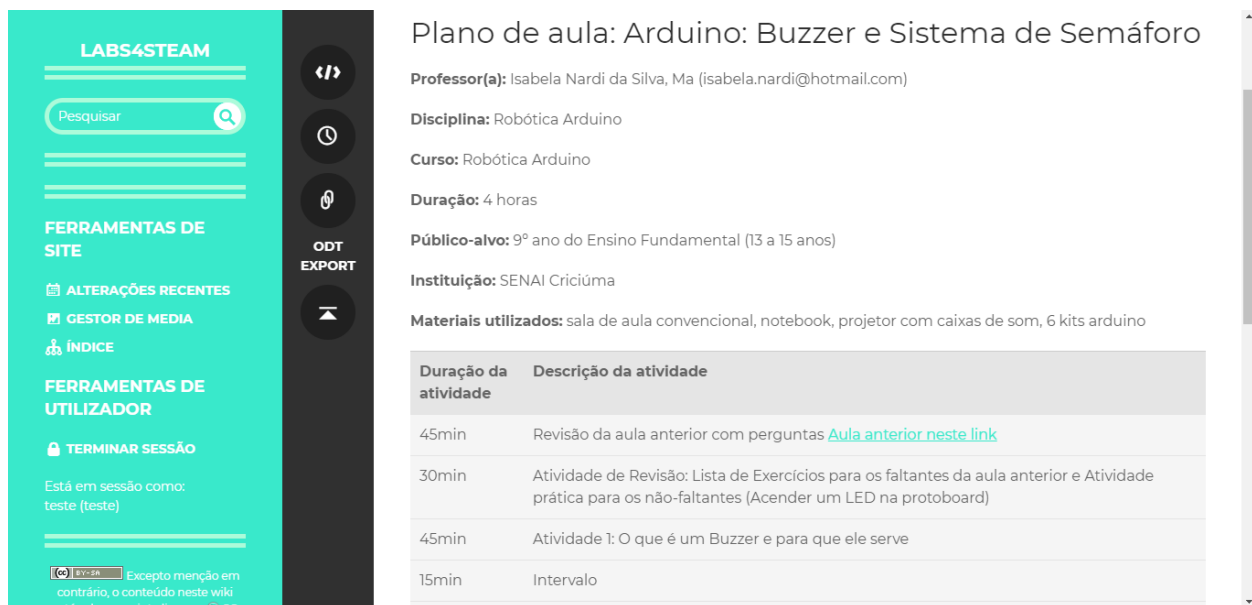 LABS4STEAM
Pesquisar
FERRAMENTAS DE
SITE
ALTERAÇÕES RECENTES
GESTOR DE MEDIA
ÍNDICE
FERRAMENTAS DE
UTILIZADOR
TERMINAR SESSÃO
Está em sessão como:
teste (teste)
(cc) BY-SA Excepto menção em
contrário, o conteúdo neste wiki
ODT
EXPORT
Plano de aula: Arduino: Buzzer e Sistema de Semáforo
Professor(a): Isabela Nardi da Silva, Ma (isabela.nardi@hotmail.com)
Disciplina: Robótica Arduino
Curso: Robótica Arduino
Duração: 4 horas
Público-alvo: 9º ano do Ensino Fundamental (13 a 15 anos)
Instituição: SENAI Criciúma
Materiais utilizados: sala de aula convencional, notebook, projetor com caixas de som, 6 kits arduino
Duração da Descrição da atividade
atividade
45min Revisão da aula anterior com perguntas Aula anterior neste link
30min Atividade de Revisão: Lista de Exercícios para os faltantes da aula anterior e Atividade
prática para os não-faltantes (Acender um LED na protoboard)
45min Atividade 1: O que é um Buzzer e para que ele serve
15min Intervalo